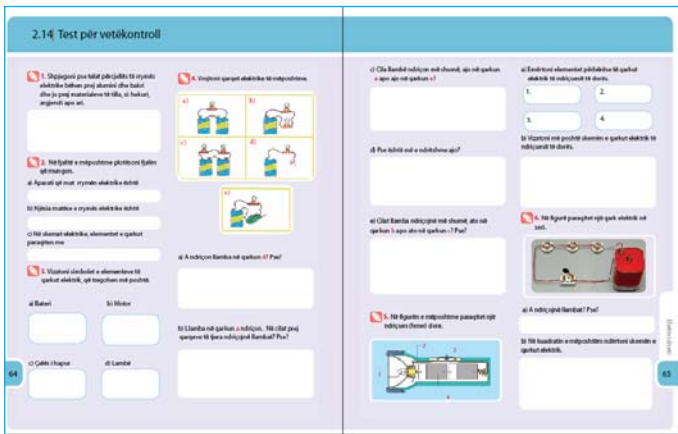 2.14 Test për vetëkontroll
1. Shpjegoni pse telat përcjellës të rrymës
elektrike bëhen prej alumini dhe bakri
dhe jo prej materialeve të tilla, si hekuri,
argjendi apo ari.
2. Në fjalitë e mëposhtme plotësoni fjalën
që mungon.
a) Aparati që mat rrymën elektrike është
b) Njësia matëse e rrymës elektrike është
c) Në skemat elektrike, elementet e qarkut
paraqiten me
3. Vizatoni simbolet e elementeve të
qarkut elektrik, që tregohen më poshtë.
a) Bateri
b) Motor
c) Çelës i hapur
d) Llambë
64
4. Vrojtoni qarqet elektrike të mëposhtme.
a)
b)
c)
d)
e)
a) A ndriçon llamba në qarkun d? Pse?
b) Llamba në qarkun a ndriçon. Në cilat prej
qarqeve të tjera ndriçojnë llambat? Pse?
c) Cila llambë ndriçon më shumë, ajo në qarkun
a apo ajo në qarkun e?
d) Pse është më e ndritshme ajo?
e) Cilat llamba ndriçojnë më shumë, ato në
qarkun b apo ato në qarkun c? Pse?
5. Në figurën e mëposhtme paraqitet një
ndriçues (fener) dore.
1
2
3
4
a) Emërtoni elementet përbërëse të qarkut
elektrik të ndriçuesit të dorës.
1.
2.
3.
4.
b) Vizatoni më poshtë skemën e qarkut elektrik të
ndriçuesit të dorës.
6. Në figurë paraqitet një qark elektrik në
seri.
a) A ndriçojnë llambat? Pse?
b) Në kuadratin e mëposhtëm ndërtoni skemën e
qarkut elektrik.
65